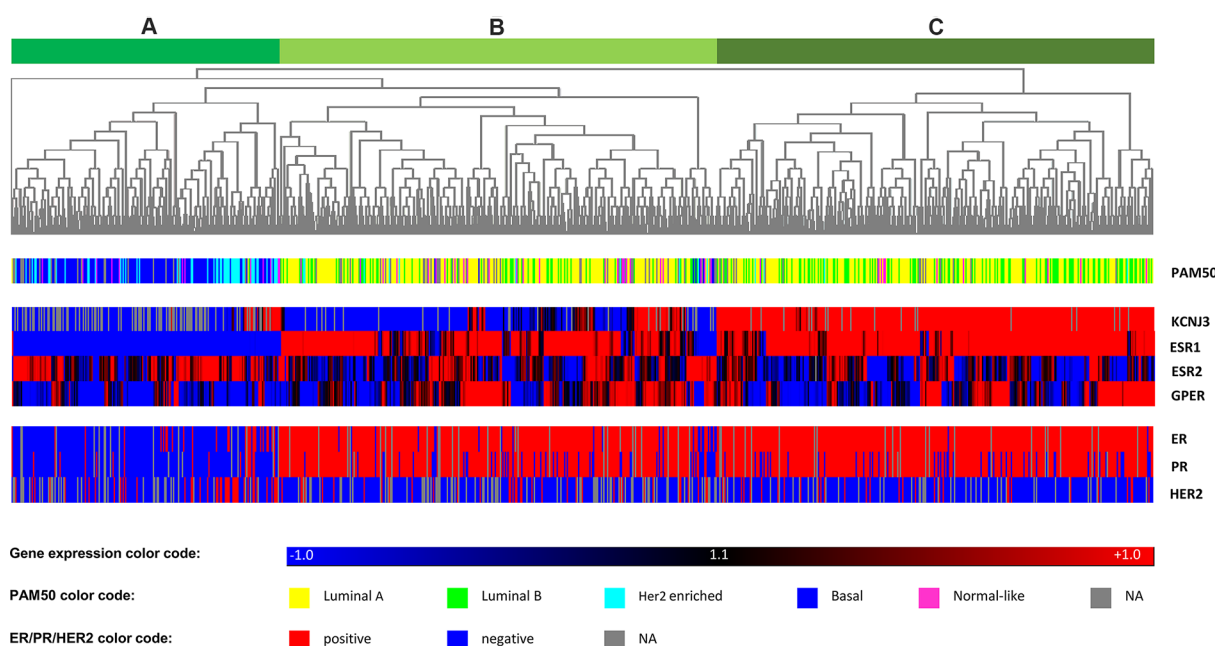 A B C
PAM50
KCNJ3
ESR1
ESR2
GPER
ER
PR
HER2
Gene expression color code: -1.0 1.1 +1.0
PAM50 color code: Luminal A Luminal B Her2 enriched Basal Normal-like NA
ER/PR/HER2 color code: positive negative NA